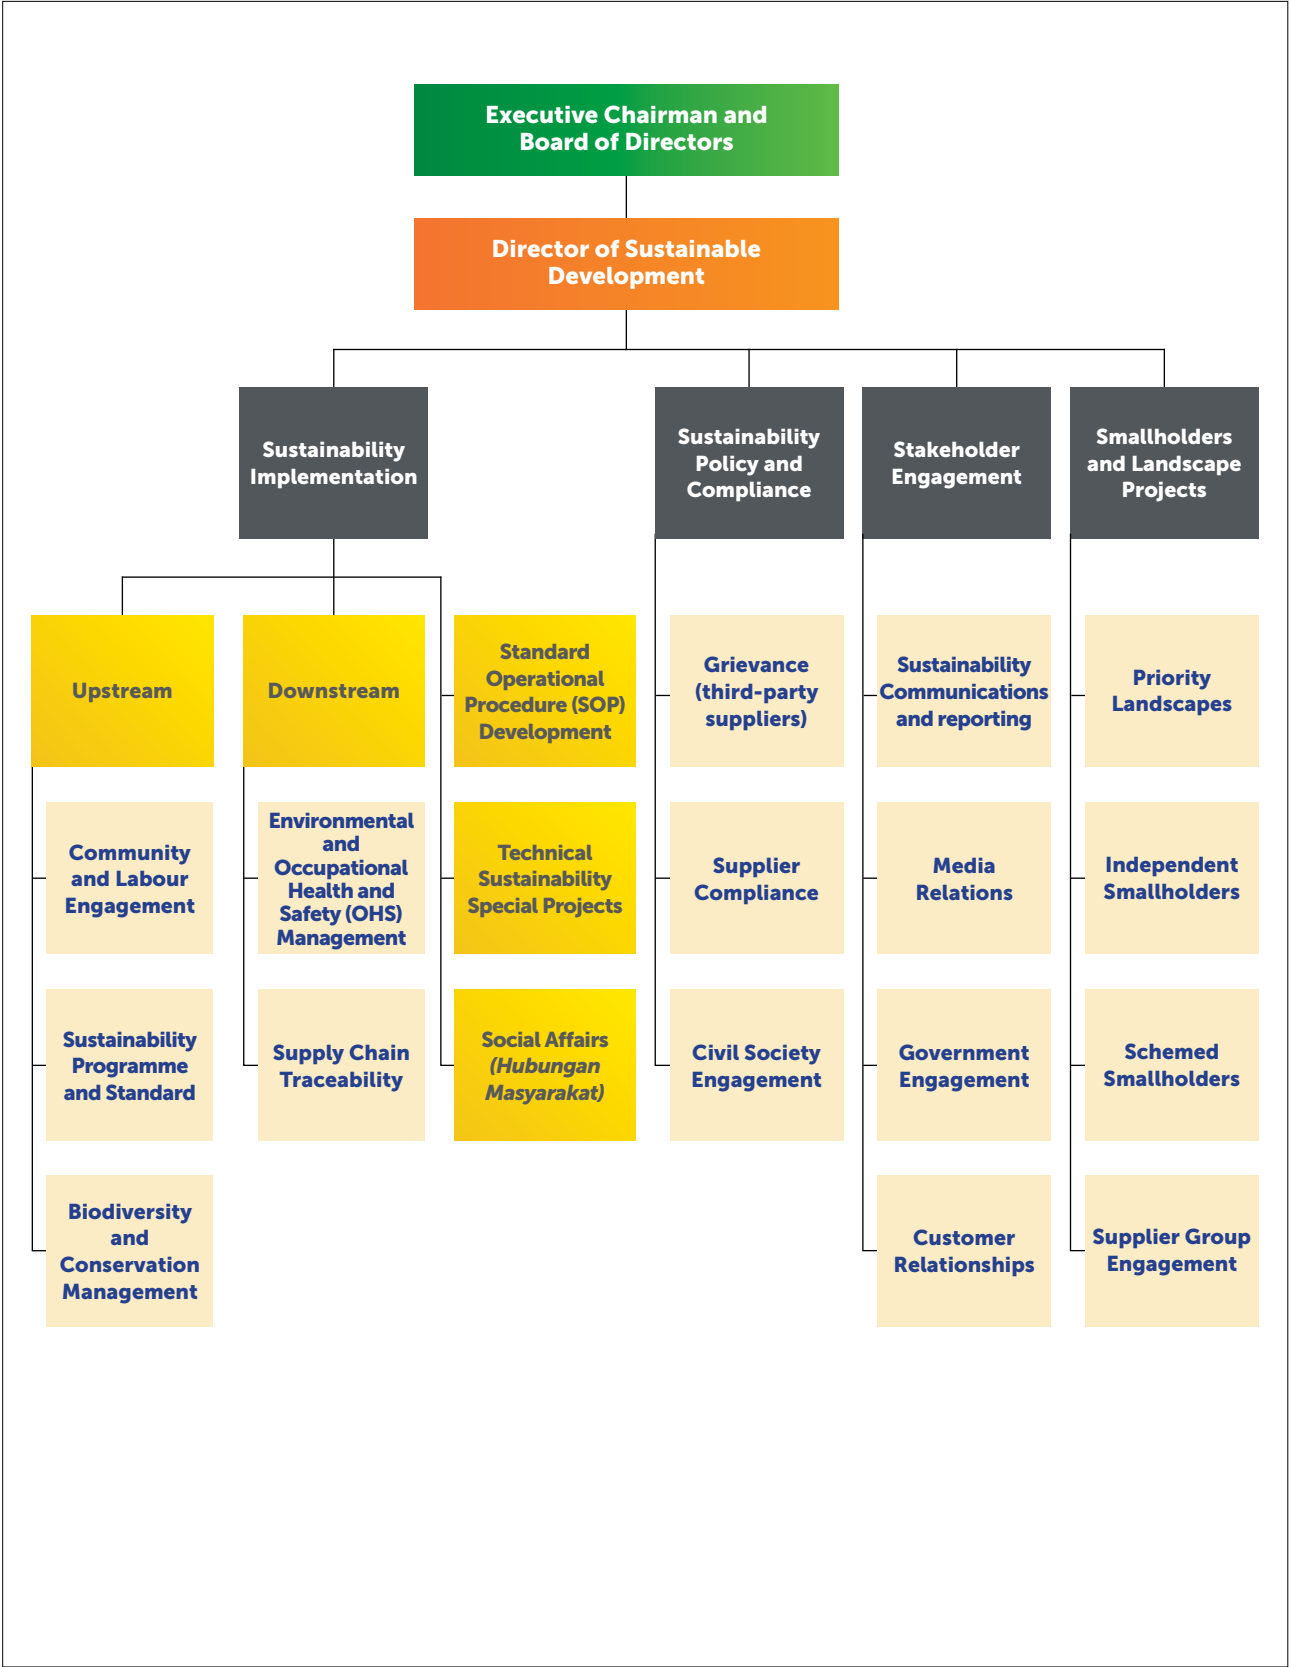 Executive Chairman and
Board of Directors
Director of Sustainable
Development
Sustainability
Implementation
Sustainability
Policy and
Compliance
Stakeholder
Engagement
Smallholders
and Landscape
Projects
Upstream
Downstream
Standard
Operational
Procedure (SOP)
Development
Grievance
(third-party
suppliers)
Sustainability
Communications
and reporting
Priority
Landscapes
Community
and Labour
Engagement
Environmental
and
Occupational
Health and
Safety (OHS)
Management
Technical
Sustainability
Special Projects
Supplier
Compliance
Media
Relations
Independent
Smallholders
Sustainability
Programme
and Standard
Supply Chain
Traceability
Social Affairs
(Hubungan
Masyarakat)
Civil Society
Engagement
Government
Engagement
Schemed
Smallholders
Biodiversity
and
Conservation
Management
Customer
Relationships
Supplier Group
Engagement